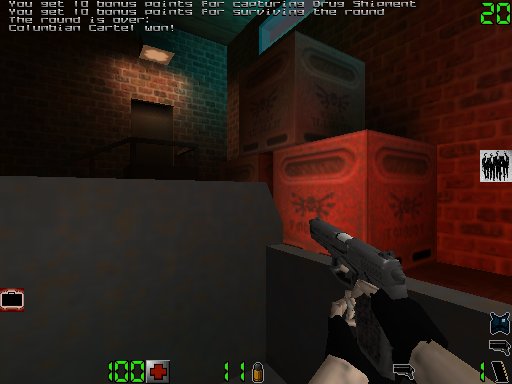 You get 10 bonus points for capturing Drug Shipment
You get 10 bonus points for surviving the round
The round is over:
Columbian Cartel won!
20
100
11
1